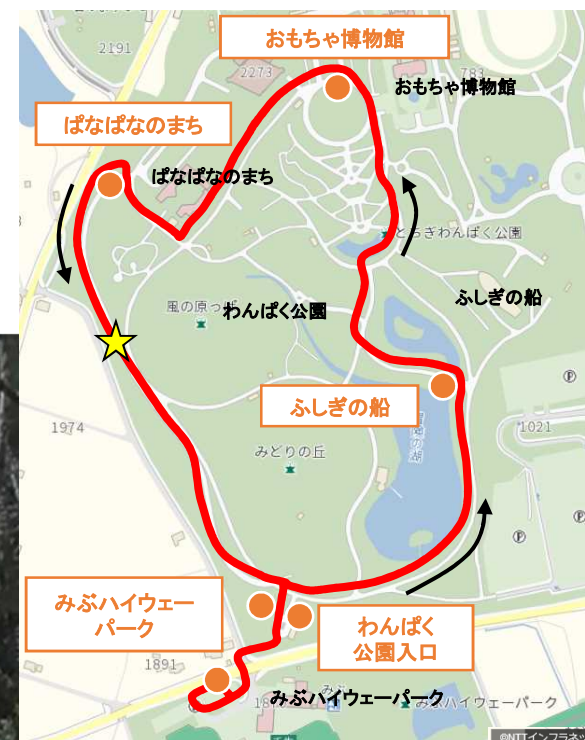 おもちゃ博物館
2191
2273
783
おもちゃ博物館
ぱなぱなのまち
ぱなぱなのまち
とちぎわんぱく公園
ふしぎの船
風の原っぱ
わんぱく公園
ふしぎの船
1974
1021
みどりの丘
の湖
みぶハイウェー
パーク
わんぱく
公園入口
1891
みぶ
みぶハイウェーパーク
みぶハイウェーパーク
©NTTインフラネッ